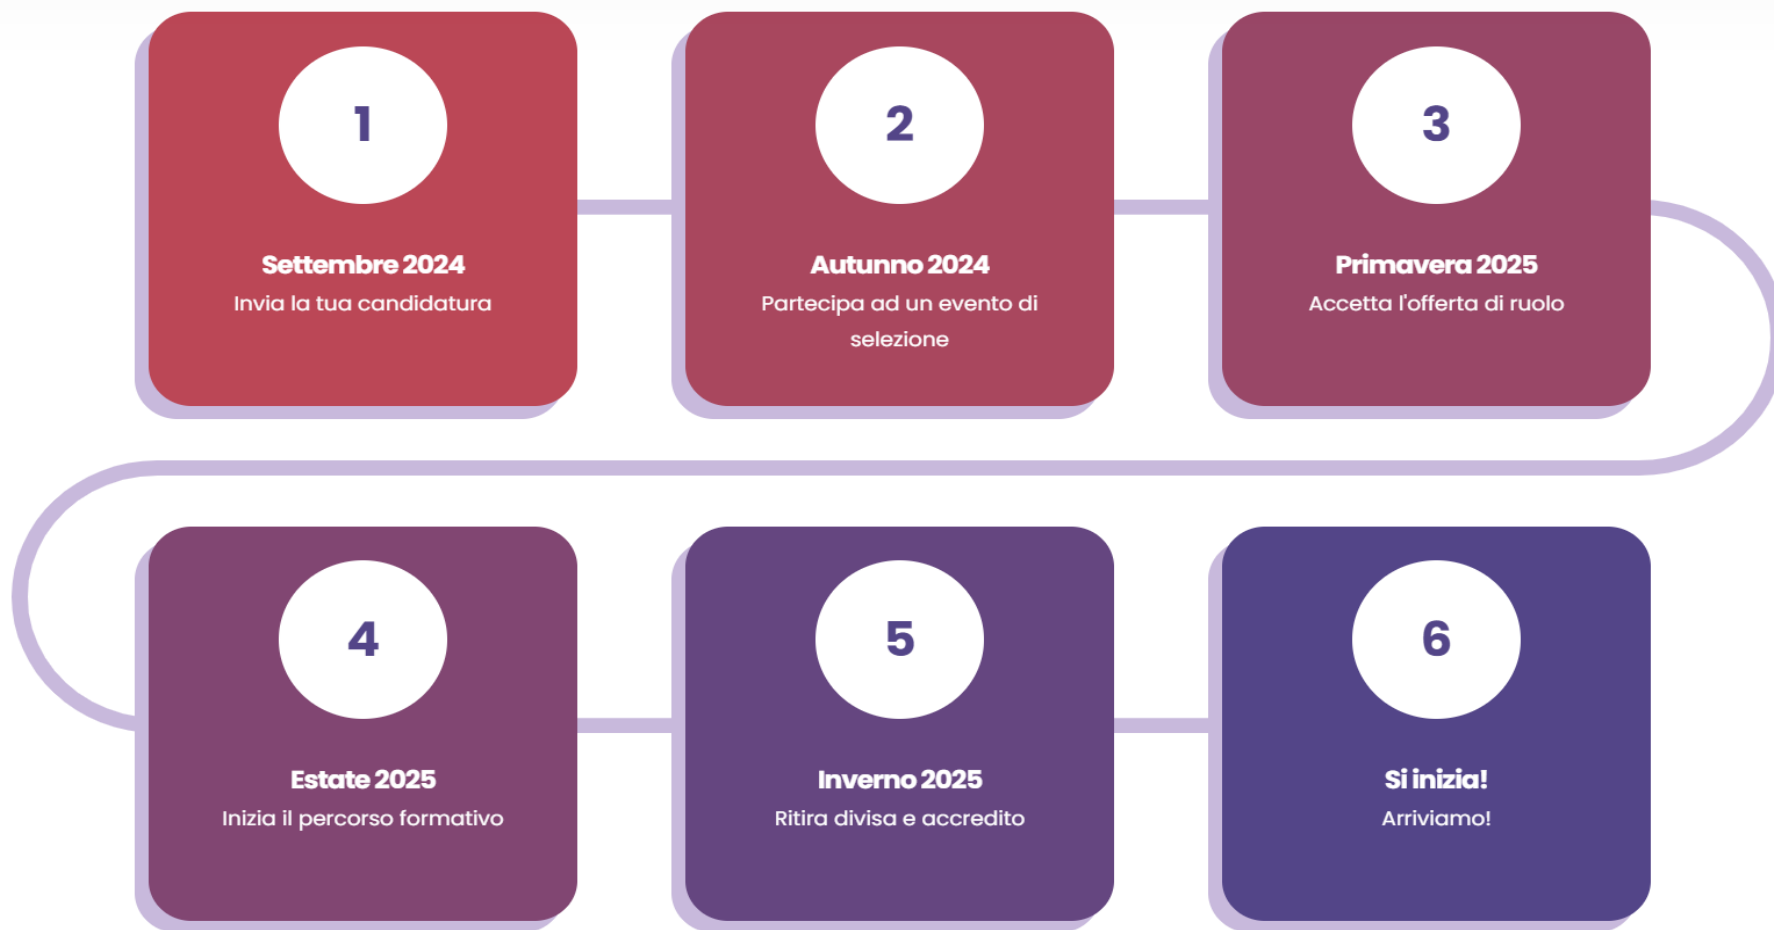 1
Settembre 2024
Invia la tua candidatura
2
Autunno 2024
Partecipa ad un evento di
selezione
3
Primavera 2025
Accetta l'offerta di ruolo
4
Estate 2025
Inizia il percorso formativo
5
Inverno 2025
Ritira divisa e accredito
6
Si inizia!
Arriviamo!